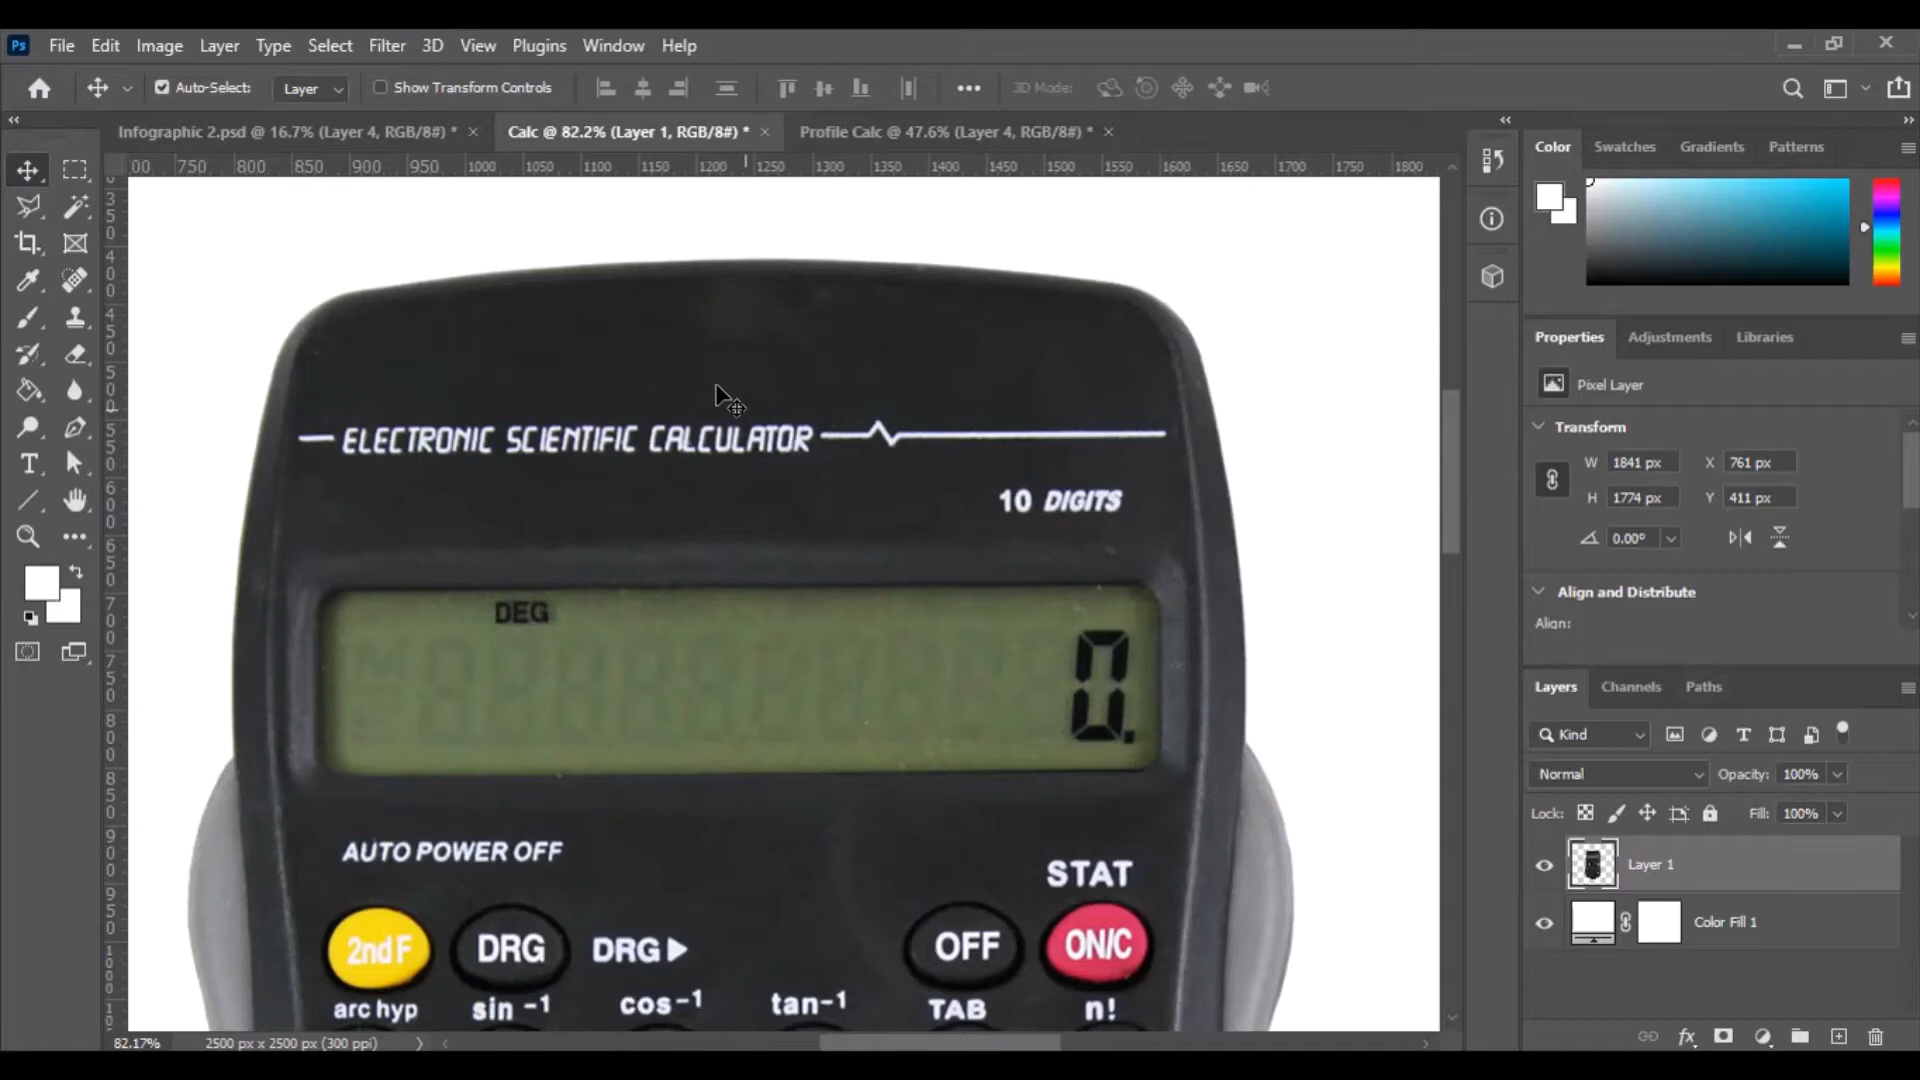 Ps File Edit Image Layer Type Select Filter 3D View Plugins Window Help
Auto-Select: Layer Show Transform Controls 3D Mode:
Infographic 2.psd @ 16.7% (Layer 4, RGB/8#) * Calc @ 82.2% (Layer 1, RGB/8#) * Profile Calc @ 47.6% (Layer 4, RGB/8#) *
00 750 800 850 900 950 1000 1050 1100 1150 1200 1250 1300 1350 1400 1450 1500 1550 1600 1650 1700 1750 1800
ELECTRONIC SCIENTIFIC CALCULATOR
10 DIGITS
DEG
0.
AUTO POWER OFF
STAT
2nd F DRG DRG OFF ON/C
arc hyp sin -1 cos-1 tan-1 TAB n!
82.17% 2500 px x 2500 px (300 ppi)
Color Swatches Gradients Patterns
Properties Adjustments Libraries
Pixel Layer
Transform
W 1841 px X 761 px
H 1774 px Y 411 px
0.00°
Align and Distribute
Align:
Layers Channels Paths
Kind
Normal Opacity: 100%
Lock: Fill: 100%
Layer 1
Color Fill 1